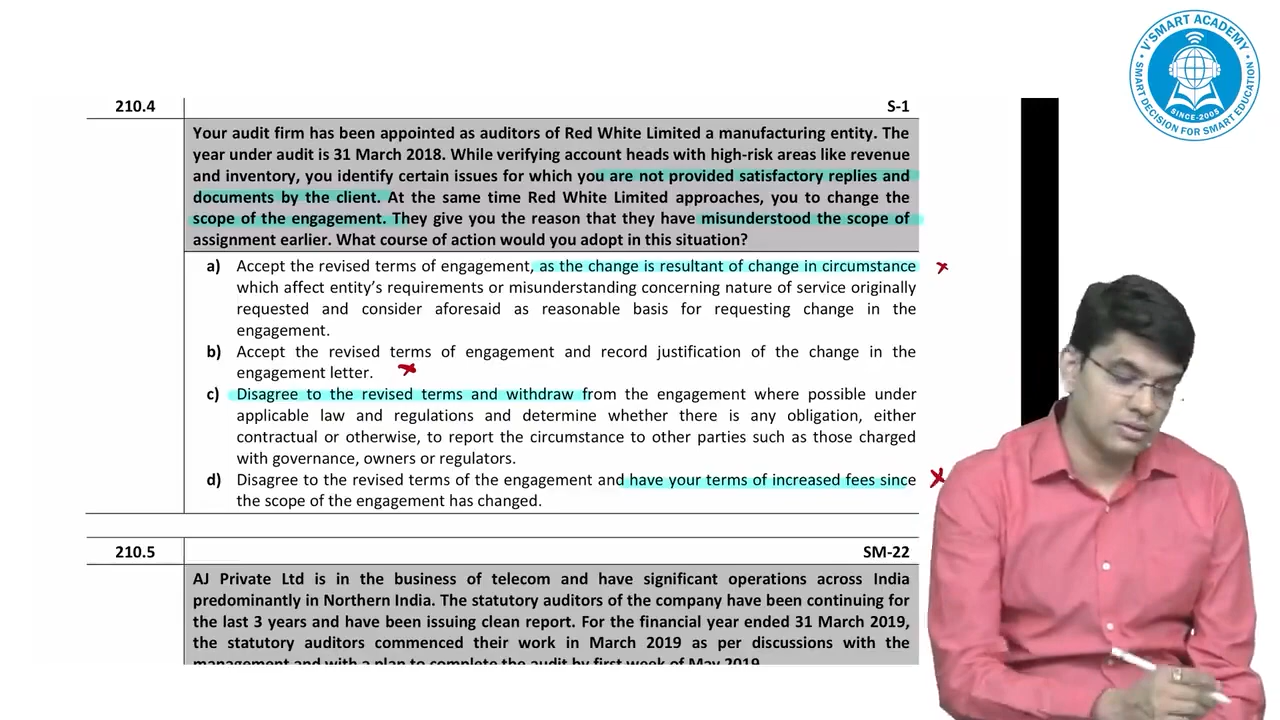 V'SMART ACADEMY
SMART DECISION FOR SMART EDUCATION
SINCE-2005
210.4 S-1
Your audit firm has been appointed as auditors of Red White Limited a manufacturing entity. The
year under audit is 31 March 2018. While verifying account heads with high-risk areas like revenue
and inventory, you identify certain issues for which you are not provided satisfactory replies and
documents by the client. At the same time Red White Limited approaches, you to change the
scope of the engagement. They give you the reason that they have misunderstood the scope of
assignment earlier. What course of action would you adopt in this situation?
a) Accept the revised terms of engagement, as the change is resultant of change in circumstance
which affect entity's requirements or misunderstanding concerning nature of service originally
requested and consider aforesaid as reasonable basis for requesting change in the
engagement.
b) Accept the revised terms of engagement and record justification of the change in the
engagement letter.
c) Disagree to the revised terms and withdraw from the engagement where possible under
applicable law and regulations and determine whether there is any obligation, either
contractual or otherwise, to report the circumstance to other parties such as those charged
with governance, owners or regulators.
d) Disagree to the revised terms of the engagement and have your terms of increased fees since
the scope of the engagement has changed.
210.5 SM-22
AJ Private Ltd is in the business of telecom and have significant operations across India
predominantly in Northern India. The statutory auditors of the company have been continuing for
the last 3 years and have been issuing clean report. For the financial year ended 31 March 2019,
the statutory auditors commenced their work in March 2019 as per discussions with the
management and with a plan to complete the audit by first week of May 2019.